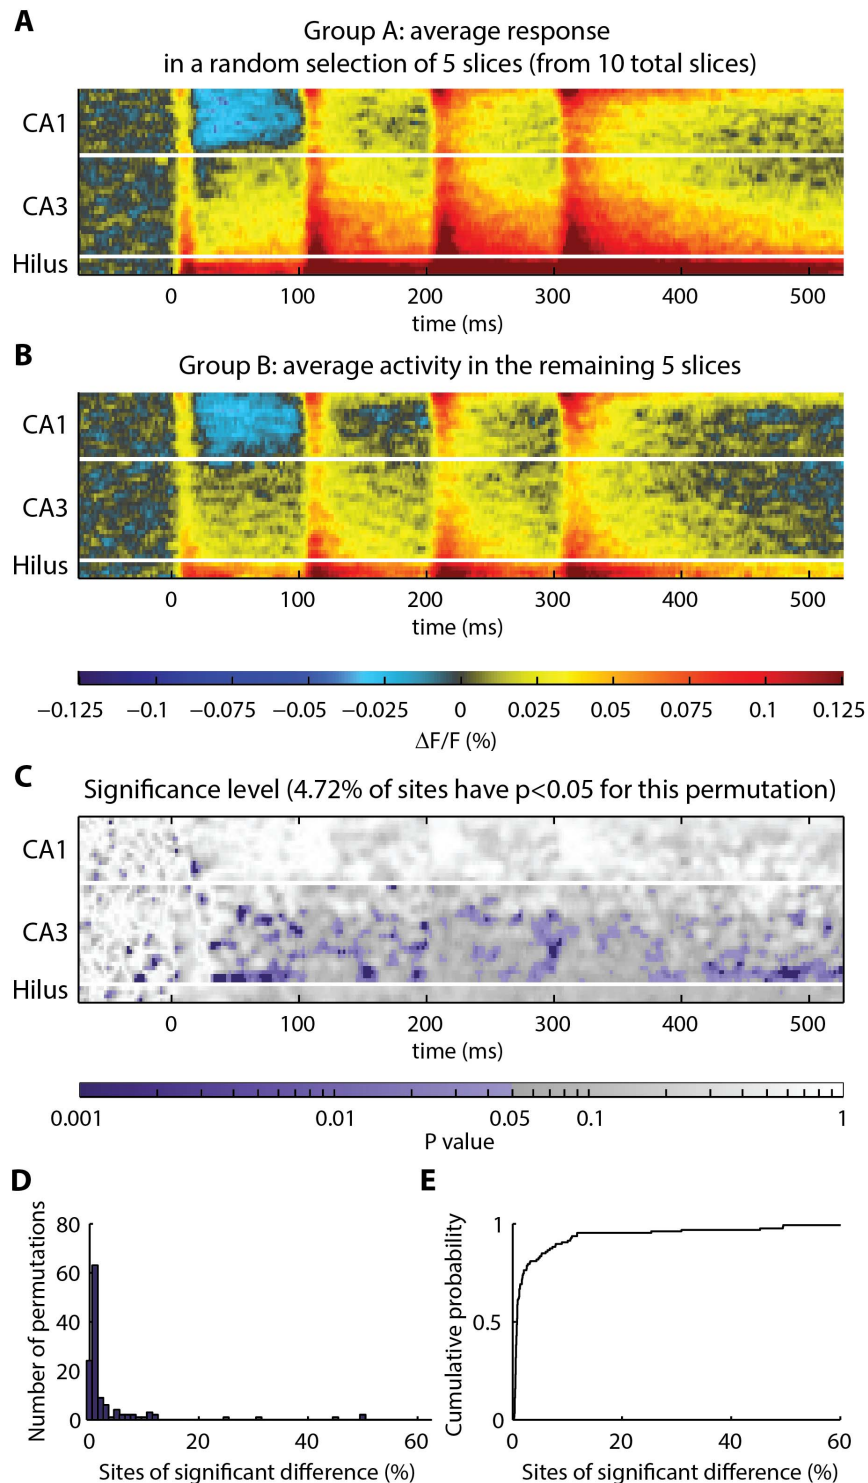 A
Group A: average response
in a random selection of 5 slices (from 10 total slices)
CA1
CA3
Hilus
0 100 200 300 400 500
time (ms)
B
Group B: average activity in the remaining 5 slices
CA1
CA3
Hilus
0 100 200 300 400 500
time (ms)
−0.125 −0.1 −0.075 −0.05 −0.025 0 0.025 0.05 0.075 0.1 0.125
ΔF/F (%)
C
Significance level (4.72% of sites have p<0.05 for this permutation)
CA1
CA3
Hilus
0 100 200 300 400 500
time (ms)
0.001 0.01 0.05 0.1 1
P value
D
Number of permutations
80
60
40
20
0
0 20 40 60
Sites of significant difference (%)
E
Cumulative probability
1
0.5
0
0 20 40 60
Sites of significant difference (%)